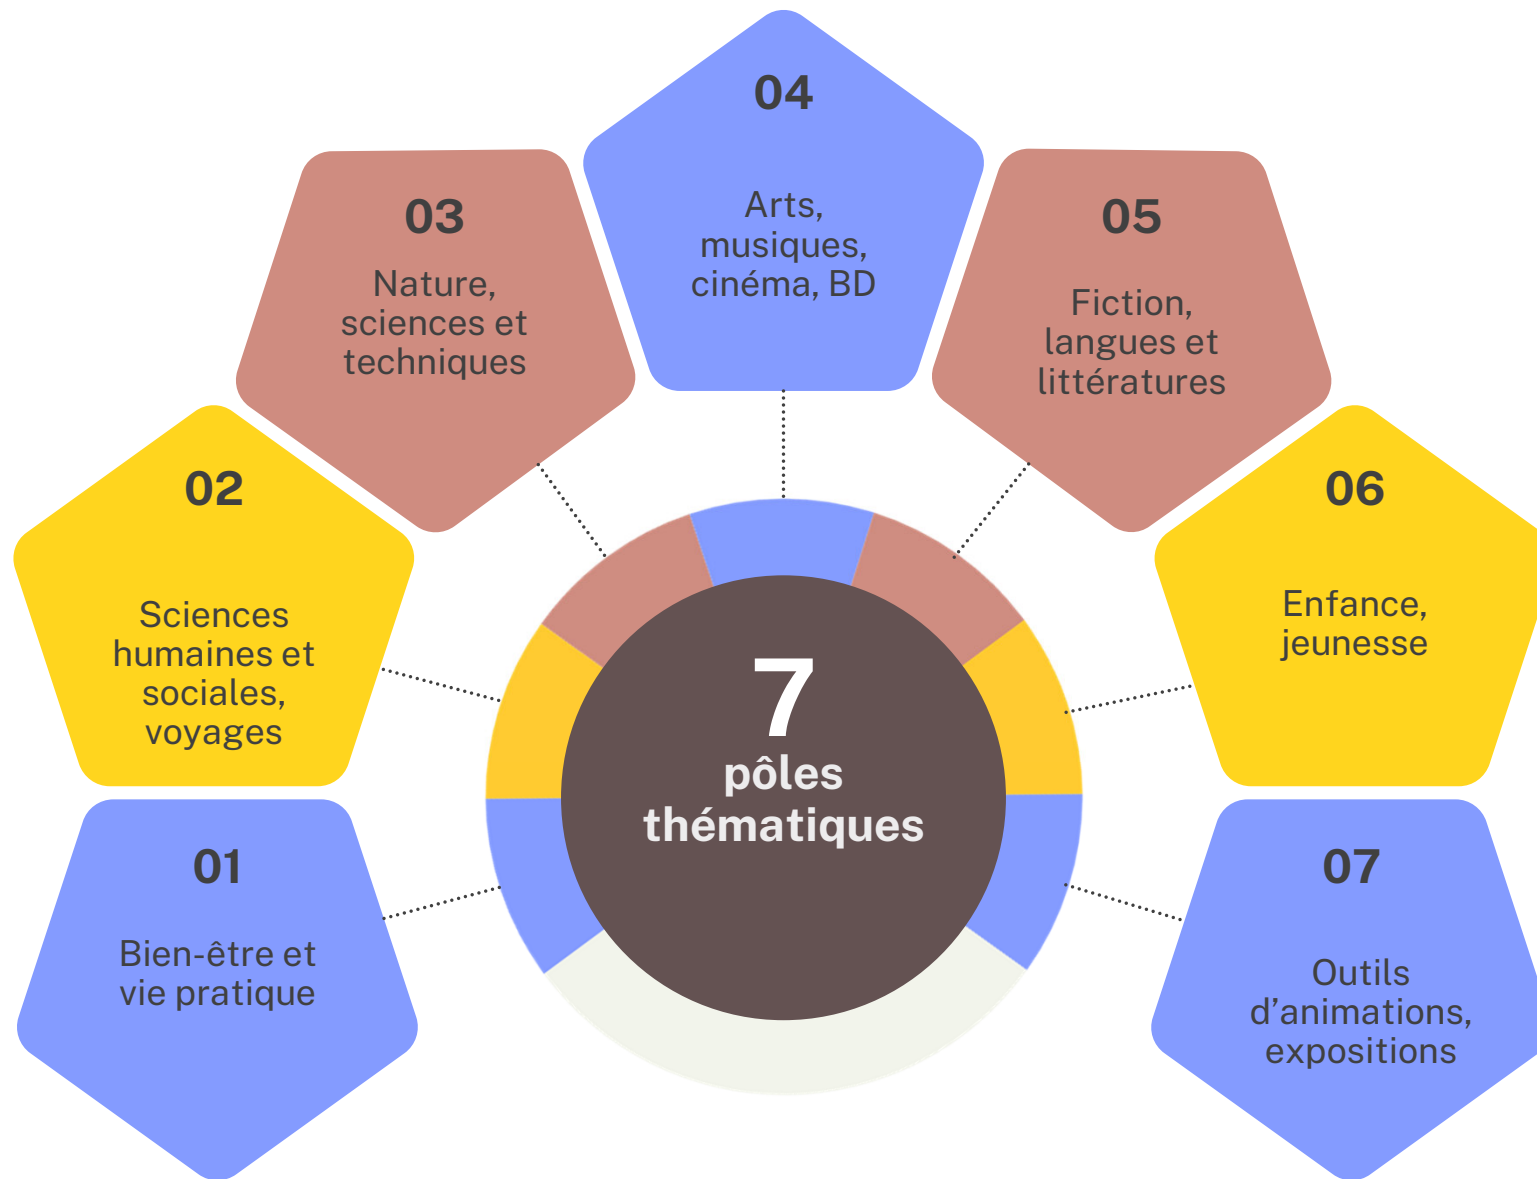 01
Bien-être et
vie pratique
02
Sciences
humaines et
sociales,
voyages
03
Nature,
sciences et
techniques
04
Arts,
musiques,
cinéma, BD
05
Fiction,
langues et
littératures
06
Enfance,
jeunesse
07
Outils
d’animations,
expositions
7
pôles
thématiques